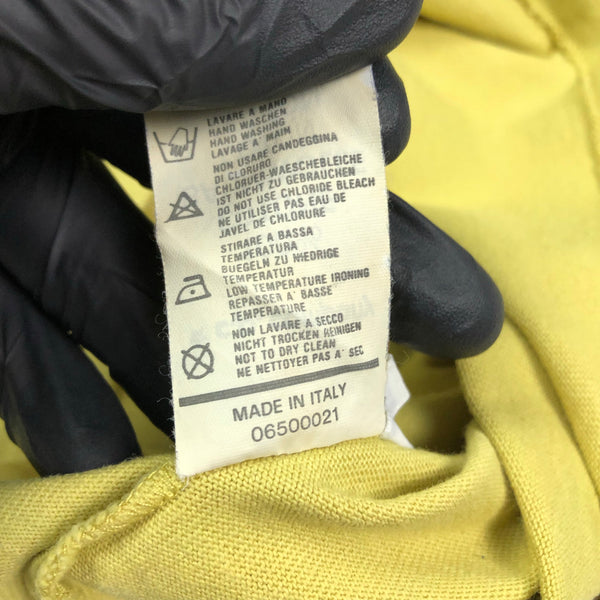 LAVARE A MANO
HAND WASCHEN
HAND WASHING
LAVAGE A' MAIN
NON USARE CANDEGGINA
DI CLORURO
CHLORUER-WAESCHEBLEICHE
IST NICHT ZU GEBRAUCHEN
DO NOT USE CHLORIDE BLEACH
NE UTILISER PAS EAU DE
JAVEL DE CHLORURE
STIRARE A BASSA
TEMPERATURA
BUEGELN ZU NIEDRIGE
TEMPERATUR
LOW TEMPERATURE IRONING
REPASSER A' BASSE
TEMPERATURE
NON LAVARE A SECCO
NICHT TROCKEN REINIGEN
NOT TO DRY CLEAN
NE NETTOYER PAS A' SEC
MADE IN ITALY
06500021